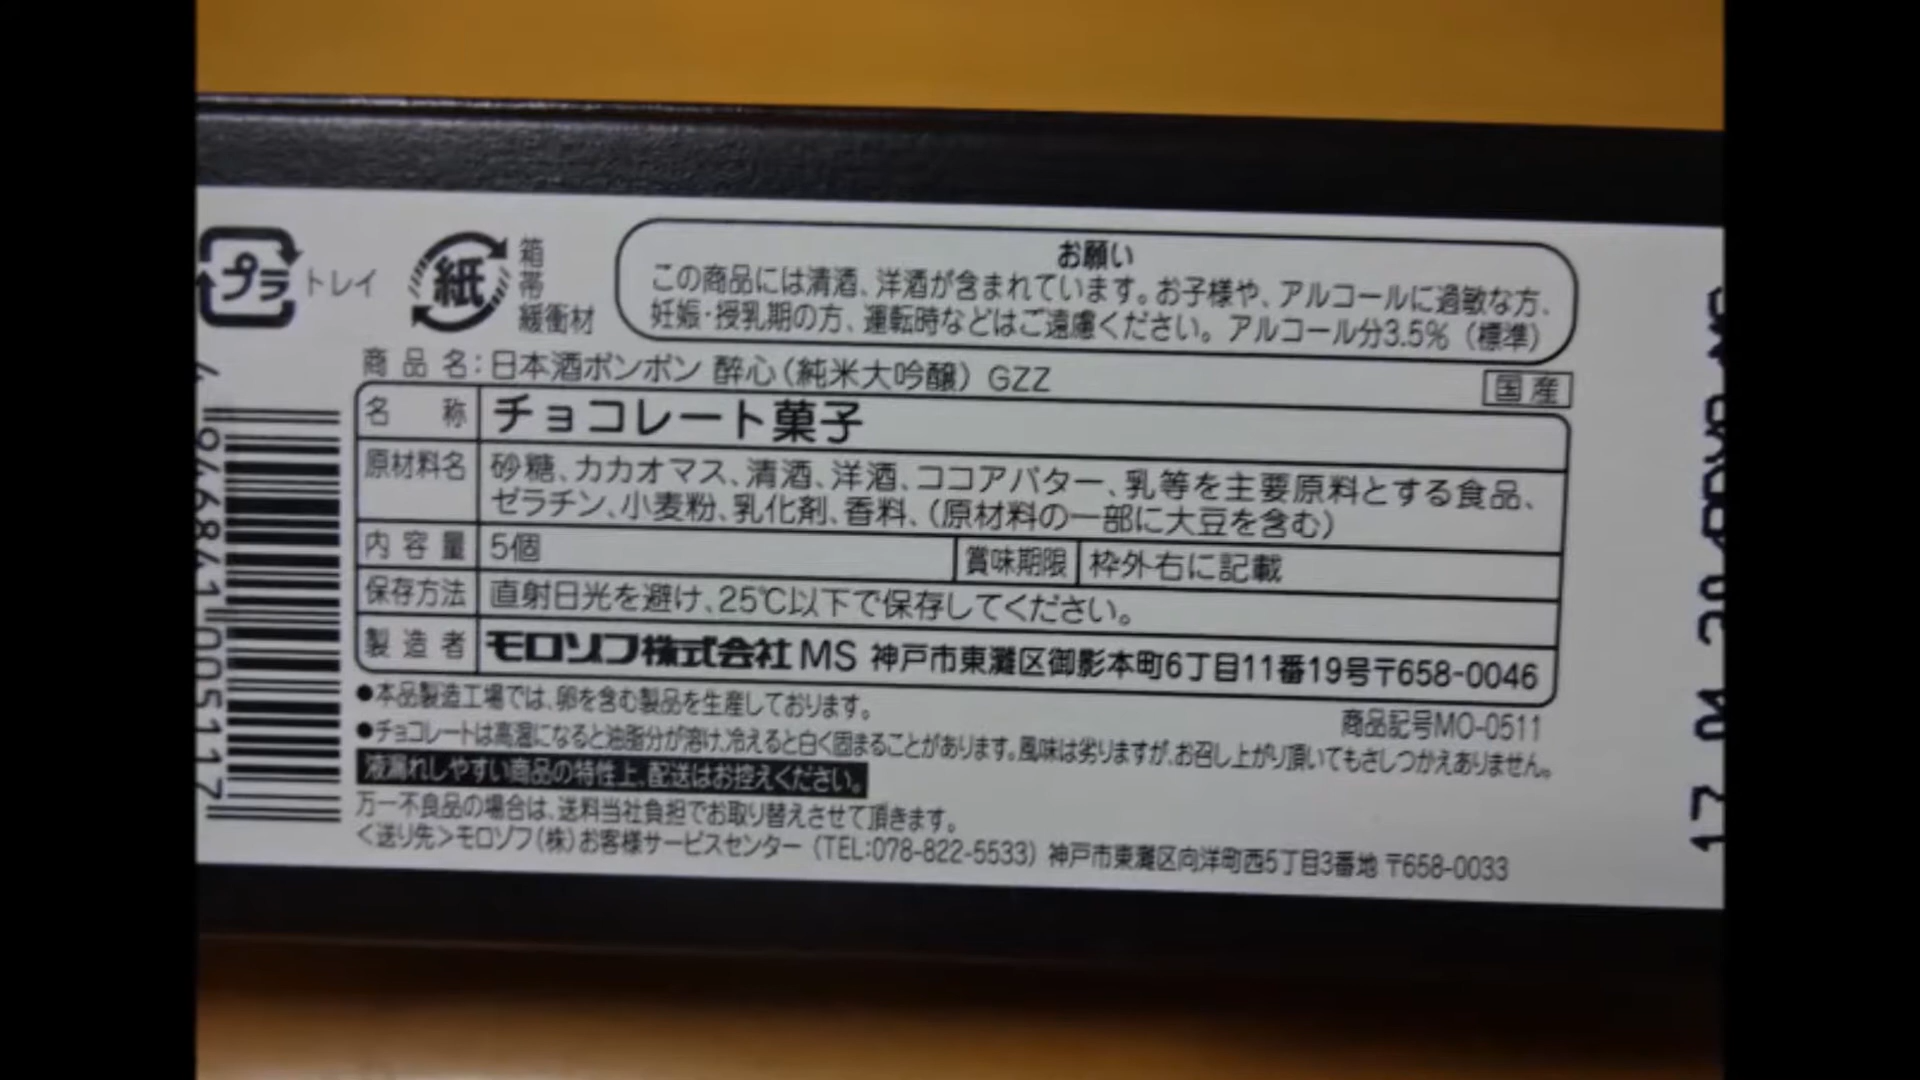 プラ
トレイ
紙
箱
帯
緩衝材
お願い
この商品には清酒、洋酒が含まれています。お子様や、アルコールに過敏な方、
妊娠・授乳期の方、運転時などはご遠慮ください。アルコール分3.5%（標準）
商品名：日本酒ボンボン 酔心（純米大吟醸）GZZ
国産
名称 チョコレート菓子
原材料名 砂糖、カカオマス、清酒、洋酒、ココアバター、乳等を主要原料とする食品、
ゼラチン、小麦粉、乳化剤、香料、（原材料の一部に大豆を含む）
内容量 5個 賞味期限 枠外右に記載
保存方法 直射日光を避け、25℃以下で保存してください。
製造者 モロゾフ株式会社 MS 神戸市東灘区御影本町6丁目11番19号〒658-0046
●本品製造工場では、卵を含む製品を生産しております。
商品記号MO-0511
●チョコレートは高温になると油脂分が溶け、冷えると白く固まることがあります。風味は劣りますが、お召し上がり頂いてもさしつかえありません。
液漏れしやすい商品の特性上、配送はお控えください。
万一不良品の場合は、送料当社負担でお取り替えさせて頂きます。
＜送り先＞モロゾフ（株）お客様サービスセンター（TEL:078-822-5533）神戸市東灘区向洋町西5丁目3番地 〒658-0033
17.04.20